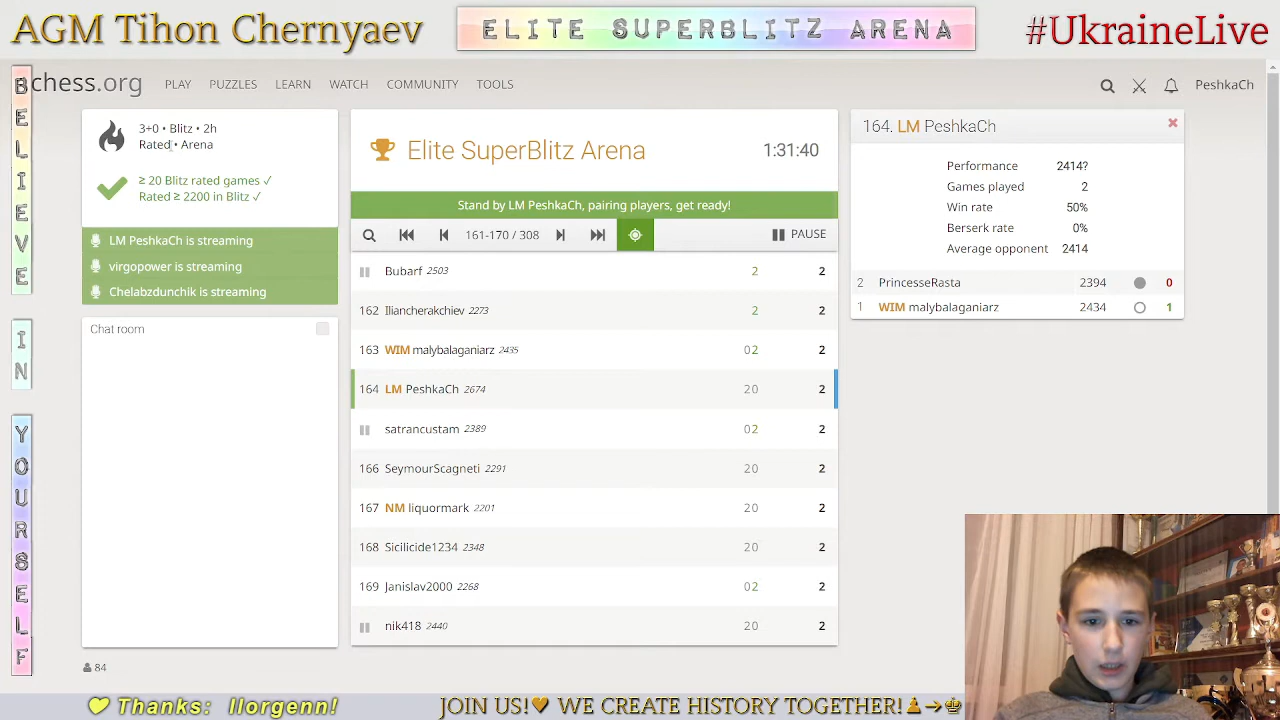 AGM Tihon Chernyaev
ELITE SUPERBLITZ ARENA
#UkraineLive
BELIVE
IN
YOURSELF
chess.org
PLAY PUZZLES LEARN WATCH COMMUNITY TOOLS
PeshkaCh
3+0 • Blitz • 2h
Rated • Arena
≥ 20 Blitz rated games ✓
Rated ≥ 2200 in Blitz ✓
LM PeshkaCh is streaming
virgopower is streaming
Chelabzdunchik is streaming
Chat room
84
Elite SuperBlitz Arena 1:31:40
Stand by LM PeshkaCh, pairing players, get ready!
161-170 / 308 PAUSE
Bubarf 2503 2 2
162 Iliancherakchiev 2273 2 2
163 WIM malybalaganiarz 2435 02 2
164 LM PeshkaCh 2674 20 2
satrancustam 2389 02 2
166 SeymourScagneti 2291 20 2
167 NM liquormark 2201 20 2
168 Sicilicide1234 2348 20 2
169 Janislav2000 2268 02 2
nik418 2440 20 2
164. LM PeshkaCh
Performance 2414?
Games played 2
Win rate 50%
Berserk rate 0%
Average opponent 2414
2 PrincesseRasta 2394 0
1 WIM malybalaganiarz 2434 1
Thanks: llorgenn!
JOIN US!♥ WE CREATE HISTORY TOGETHER!♟→♚